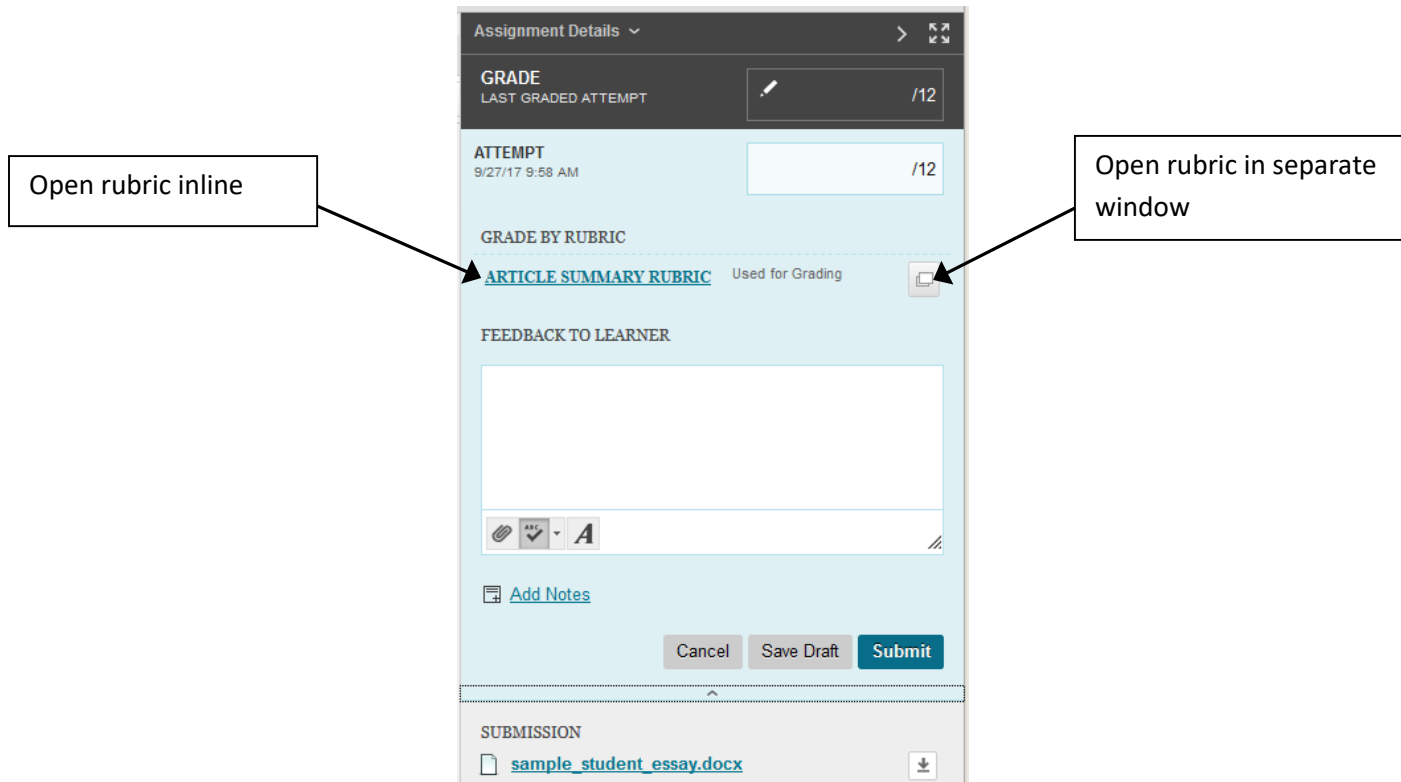 Assignment Details
GRADE
LAST GRADED ATTEMPT
/12
ATTEMPT
9/27/17 9:58 AM
/12
Open rubric inline
Open rubric in separate
window
GRADE BY RUBRIC
ARTICLE SUMMARY RUBRIC Used for Grading
FEEDBACK TO LEARNER
ABC
A
Add Notes
Cancel Save Draft Submit
SUBMISSION
sample_student_essay.docx